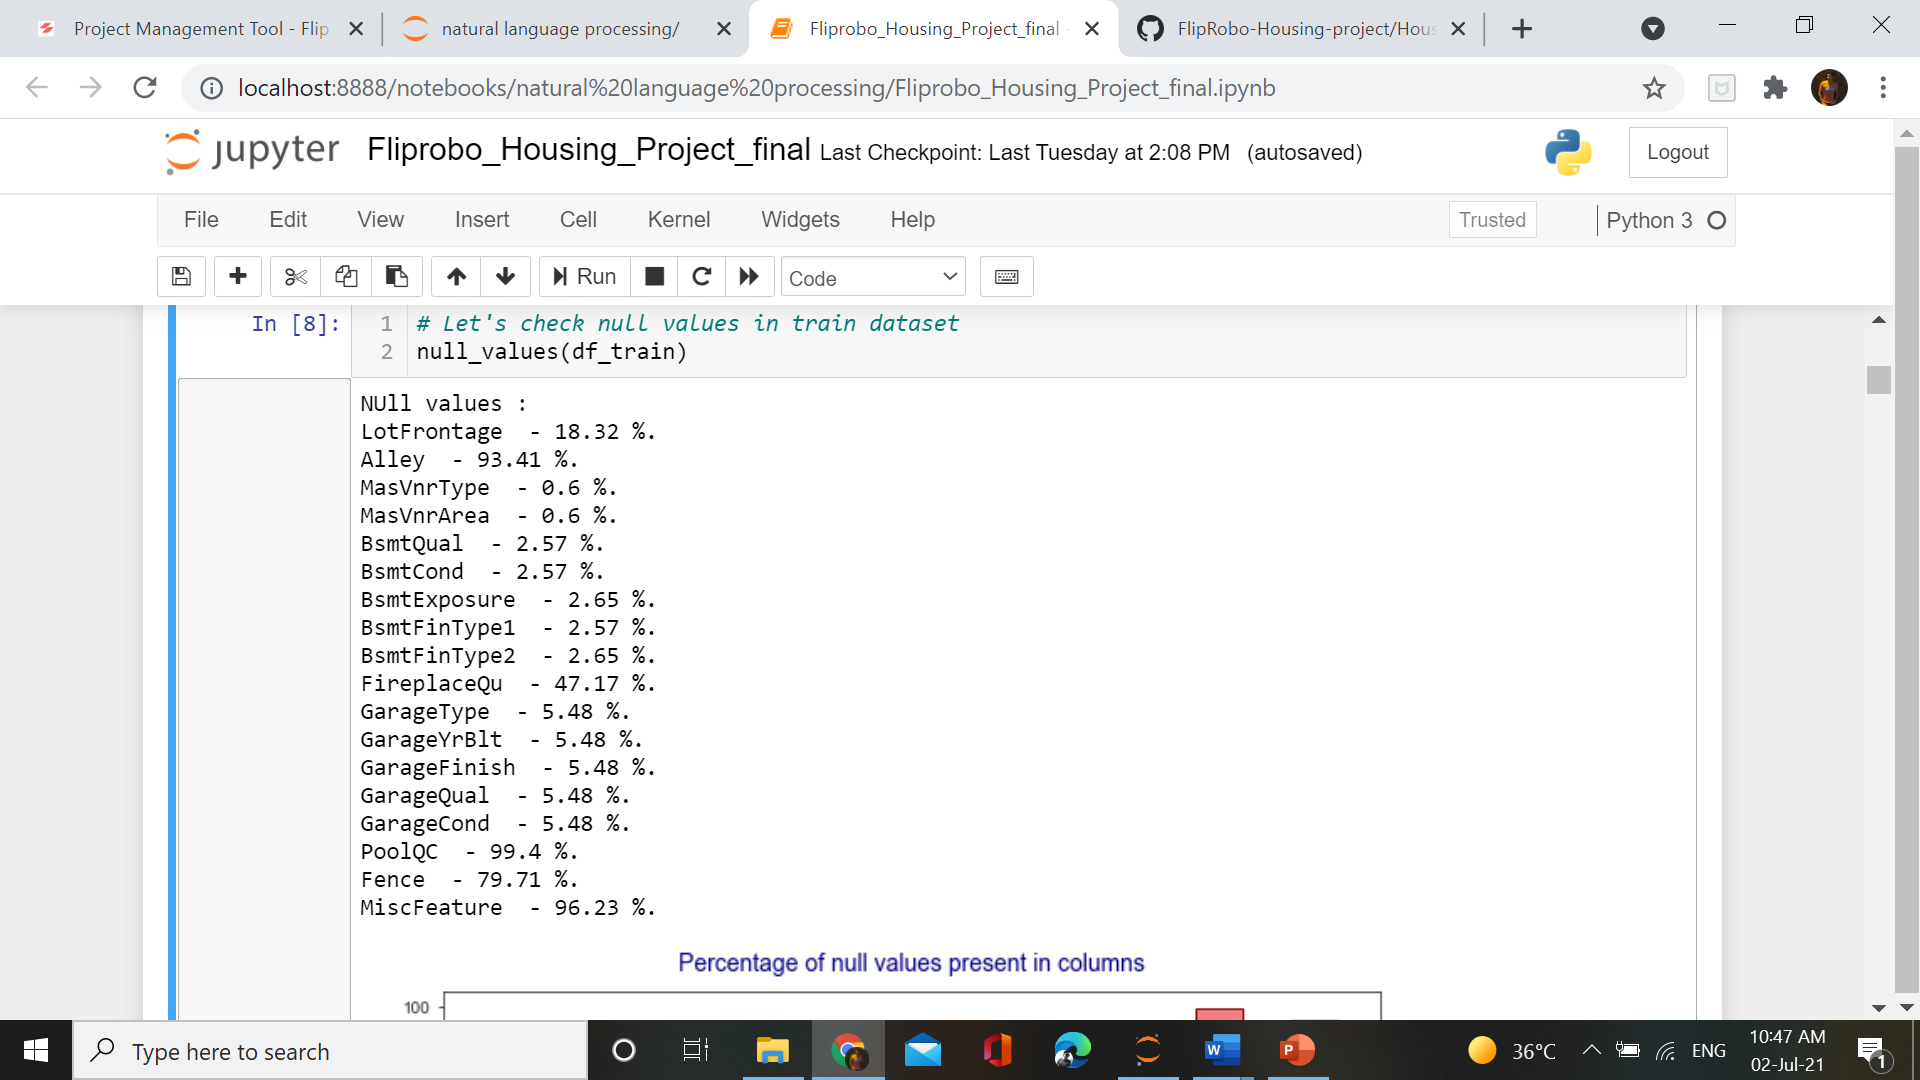 Project Management Tool - Flip
natural language processing/
Fliprobo_Housing_Project_final -
FlipRobo-Housing-project/Hous
localhost:8888/notebooks/natural%20language%20processing/Fliprobo_Housing_Project_final.ipynb
jupyter Fliprobo_Housing_Project_final Last Checkpoint: Last Tuesday at 2:08 PM (autosaved) Logout
File Edit View Insert Cell Kernel Widgets Help Trusted Python 3
Run Code
In [8]: 1 # Let's check null values in train dataset
2 null_values(df_train)
NUll values :
LotFrontage  - 18.32 %.
Alley  - 93.41 %.
MasVnrType  - 0.6 %.
MasVnrArea  - 0.6 %.
BsmtQual  - 2.57 %.
BsmtCond  - 2.57 %.
BsmtExposure  - 2.65 %.
BsmtFinType1  - 2.57 %.
BsmtFinType2  - 2.65 %.
FireplaceQu  - 47.17 %.
GarageType  - 5.48 %.
GarageYrBlt  - 5.48 %.
GarageFinish  - 5.48 %.
GarageQual  - 5.48 %.
GarageCond  - 5.48 %.
PoolQC  - 99.4 %.
Fence  - 79.71 %.
MiscFeature  - 96.23 %.
Percentage of null values present in columns
100
Type here to search
W
P
36°C
ENG
10:47 AM
02-Jul-21
1